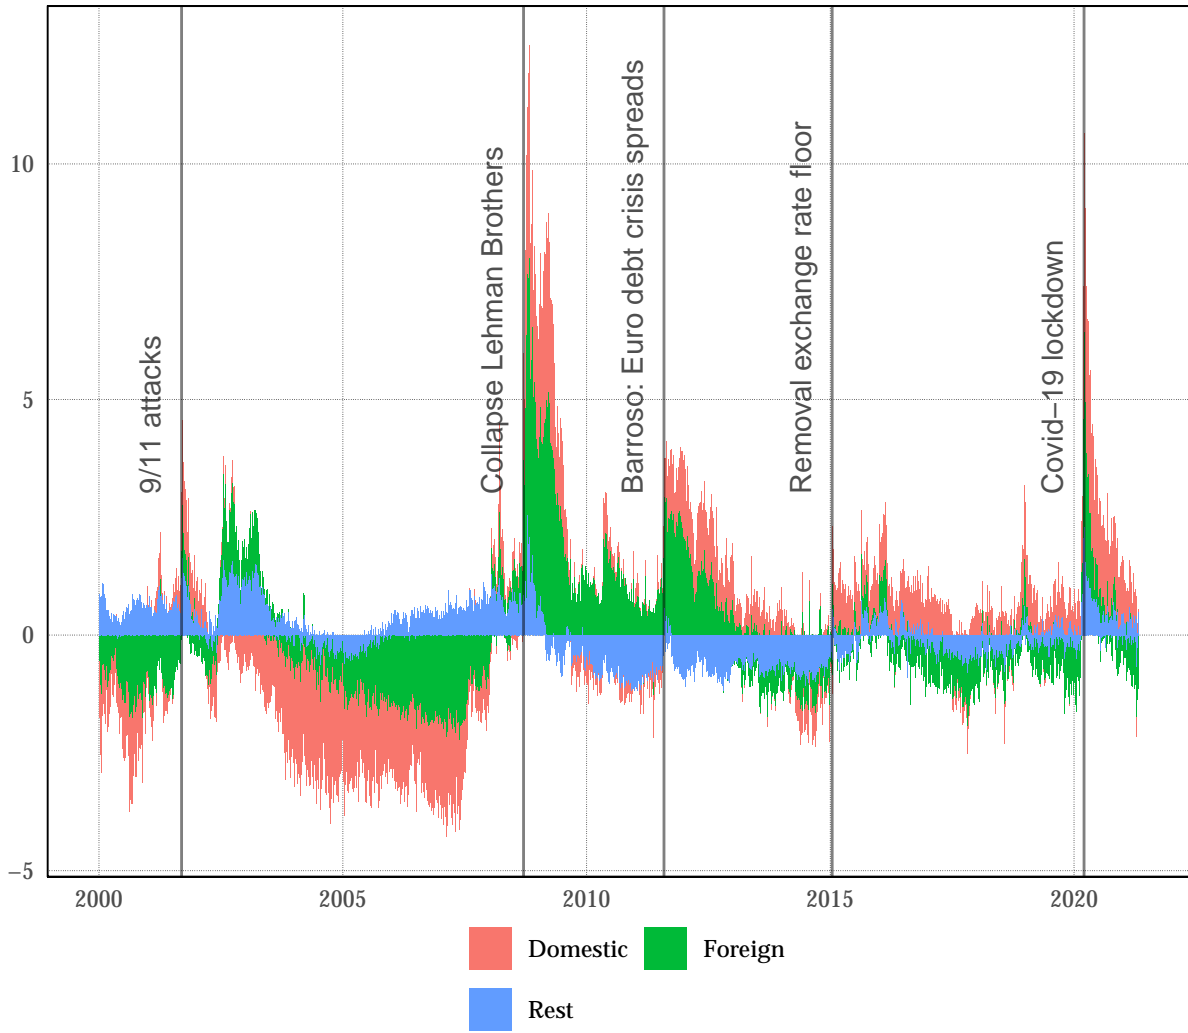 10
5
0
−5
9/11 attacks
Collapse Lehman Brothers
Barroso: Euro debt crisis spreads
Removal exchange rate floor
Covid−19 lockdown
2000
2005
2010
2015
2020
Domestic
Foreign
Rest